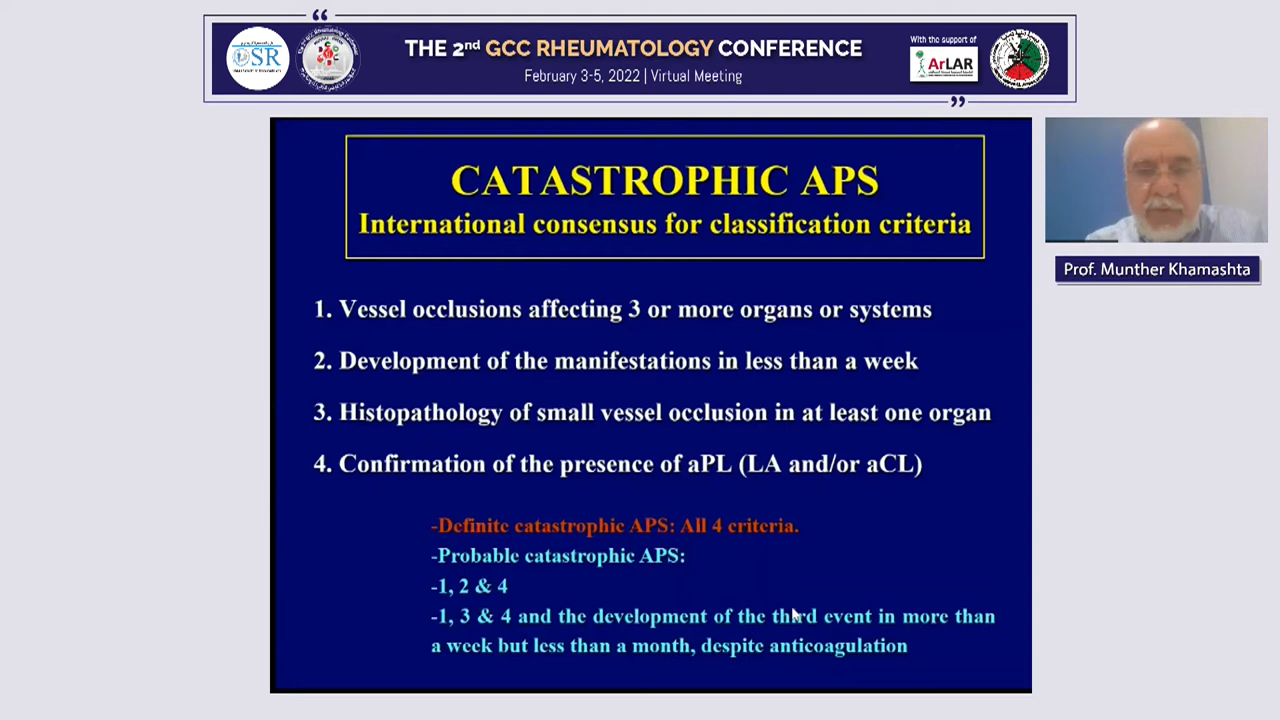 “
THE 2nd GCC RHEUMATOLOGY CONFERENCE
February 3-5, 2022 | Virtual Meeting
”
OSR
With the support of
ArLAR
CATASTROPHIC APS
International consensus for classification criteria
1. Vessel occlusions affecting 3 or more organs or systems
2. Development of the manifestations in less than a week
3. Histopathology of small vessel occlusion in at least one organ
4. Confirmation of the presence of aPL (LA and/or aCL)
-Definite catastrophic APS: All 4 criteria.
-Probable catastrophic APS:
-1, 2 & 4
-1, 3 & 4 and the development of the third event in more than
a week but less than a month, despite anticoagulation
Prof. Munther Khamashta